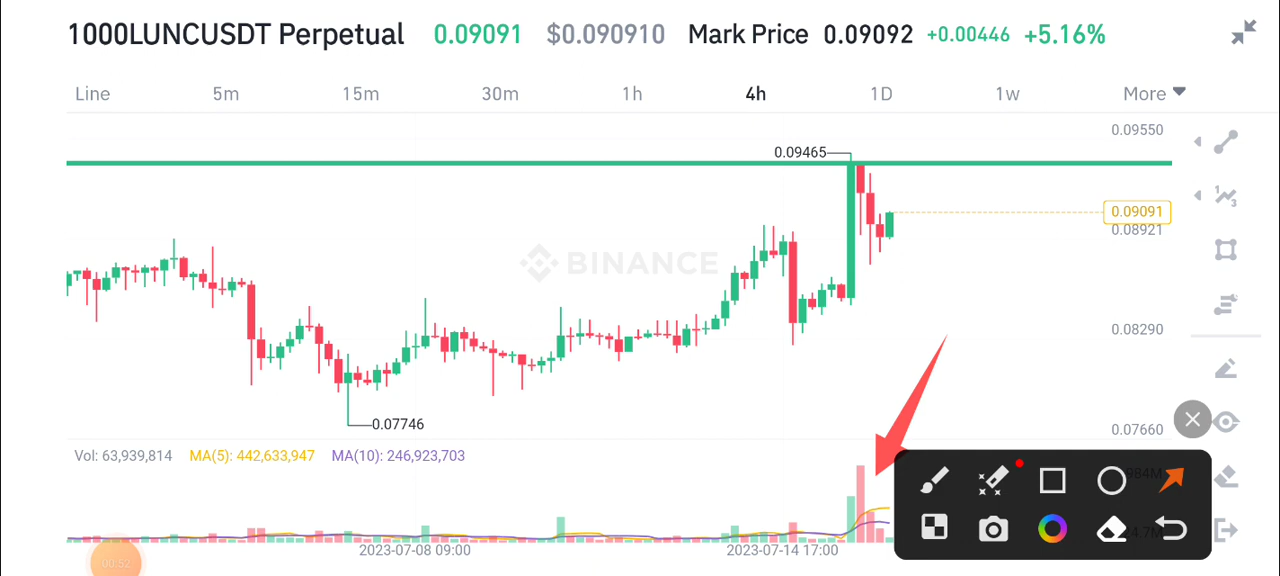 1000LUNCUSDT Perpetual 0.09091 $0.090910 Mark Price 0.09092 +0.00446 +5.16%
Line 5m 15m 30m 1h 4h 1D 1w More
0.09550
0.09465
0.09091
0.08921
BINANCE
0.08290
0.07746
0.07660
Vol: 63,939,814 MA(5): 442,633,947 MA(10): 246,923,703
2023-07-08 09:00 2023-07-14 17:00
00:52